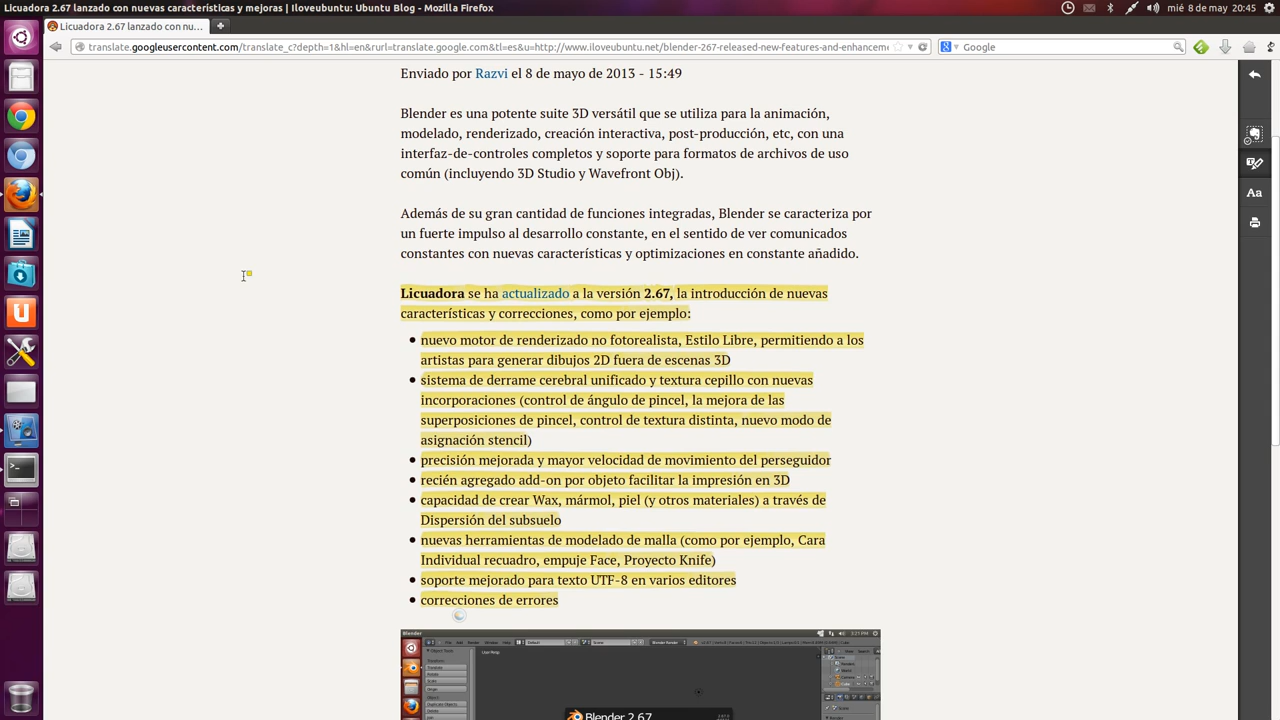 Licuadora 2.67 lanzado con nuevas características y mejoras | Iloveubuntu: Ubuntu Blog - Mozilla Firefox
mié 8 de may 20:45
Licuadora 2.67 lanzado con nu...
translate.googleusercontent.com/translate_c?depth=1&hl=en&rurl=translate.google.com&tl=es&u=http://www.iloveubuntu.net/blender-267-released-new-features-and-enhanceme
Google
Enviado por Razvi el 8 de mayo de 2013 - 15:49
Blender es una potente suite 3D versátil que se utiliza para la animación,
modelado, renderizado, creación interactiva, post-producción, etc, con una
interfaz-de-controles completos y soporte para formatos de archivos de uso
común (incluyendo 3D Studio y Wavefront Obj).
Además de su gran cantidad de funciones integradas, Blender se caracteriza por
un fuerte impulso al desarrollo constante, en el sentido de ver comunicados
constantes con nuevas características y optimizaciones en constante añadido.
Licuadora se ha actualizado a la versión 2.67, la introducción de nuevas
características y correcciones, como por ejemplo:
nuevo motor de renderizado no fotorealista, Estilo Libre, permitiendo a los
artistas para generar dibujos 2D fuera de escenas 3D
sistema de derrame cerebral unificado y textura cepillo con nuevas
incorporaciones (control de ángulo de pincel, la mejora de las
superposiciones de pincel, control de textura distinta, nuevo modo de
asignación stencil)
precisión mejorada y mayor velocidad de movimiento del perseguidor
recién agregado add-on por objeto facilitar la impresión en 3D
capacidad de crear Wax, mármol, piel (y otros materiales) a través de
Dispersión del subsuelo
nuevas herramientas de modelado de malla (como por ejemplo, Cara
Individual recuadro, empuje Face, Proyecto Knife)
soporte mejorado para texto UTF-8 en varios editores
correcciones de errores
Aa
Blender
Blender 2.67